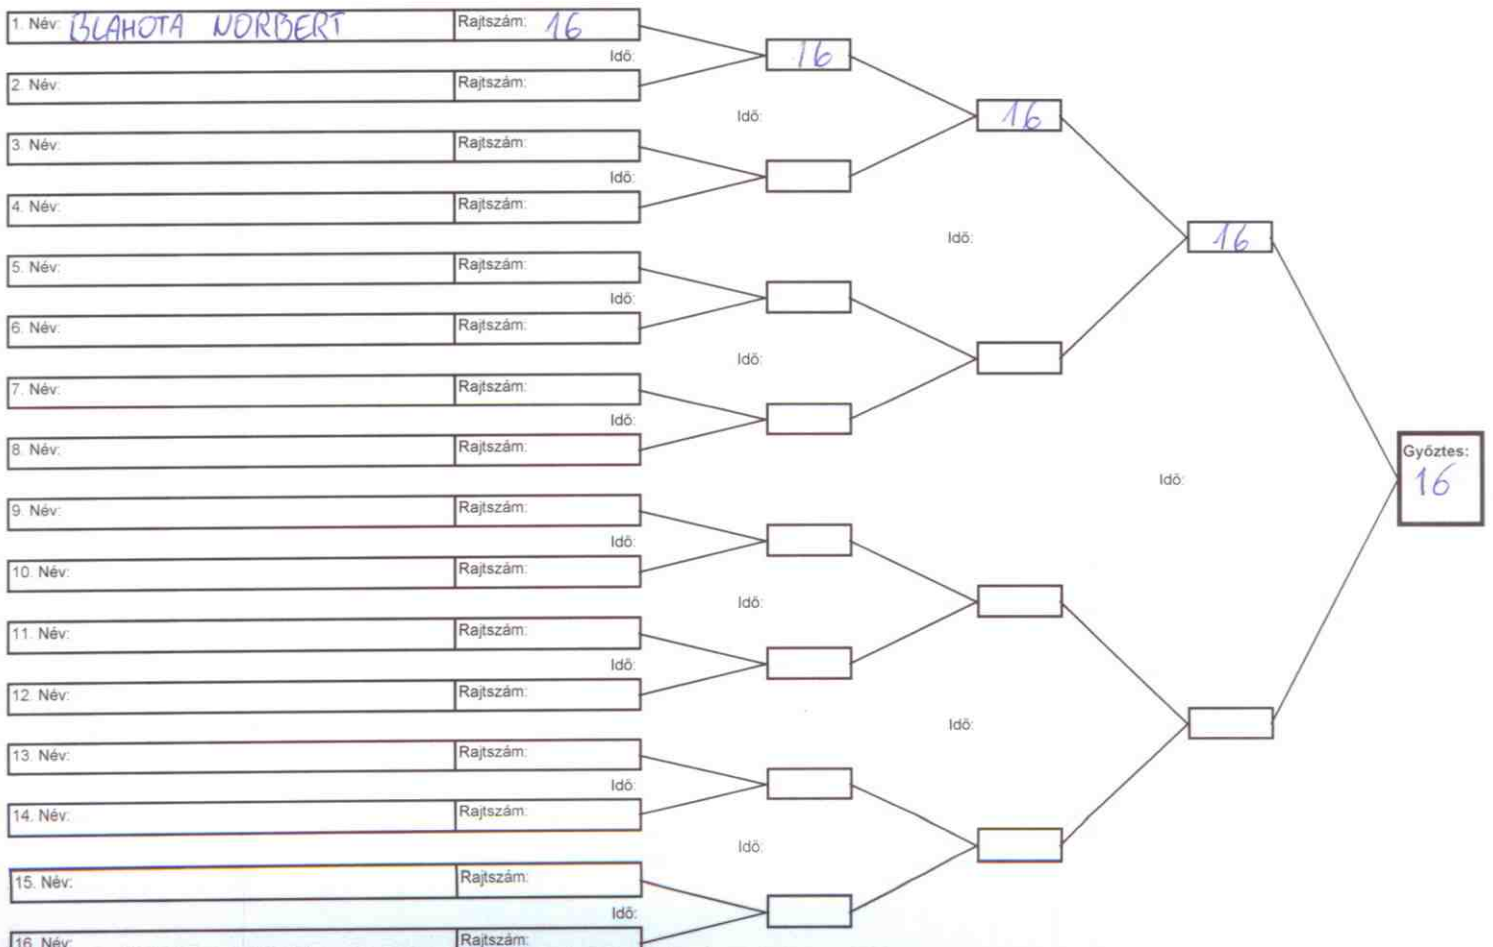 1. Név: BLAHOTA NORBERT Rajtszám: 16
Idő:
16
2. Név: Rajtszám:
Idő:
16
3. Név: Rajtszám:
Idő:
4. Név: Rajtszám:
Idő:
16
5. Név: Rajtszám:
Idő:
6. Név: Rajtszám:
Idő:
7. Név: Rajtszám:
Idő:
8. Név: Rajtszám:
Idő:
Győztes:
16
9. Név: Rajtszám:
Idő:
10. Név: Rajtszám:
Idő:
11. Név: Rajtszám:
Idő:
12. Név: Rajtszám:
Idő:
13. Név: Rajtszám:
Idő:
14. Név: Rajtszám:
Idő:
15. Név: Rajtszám:
Idő:
16. Név: Rajtszám: